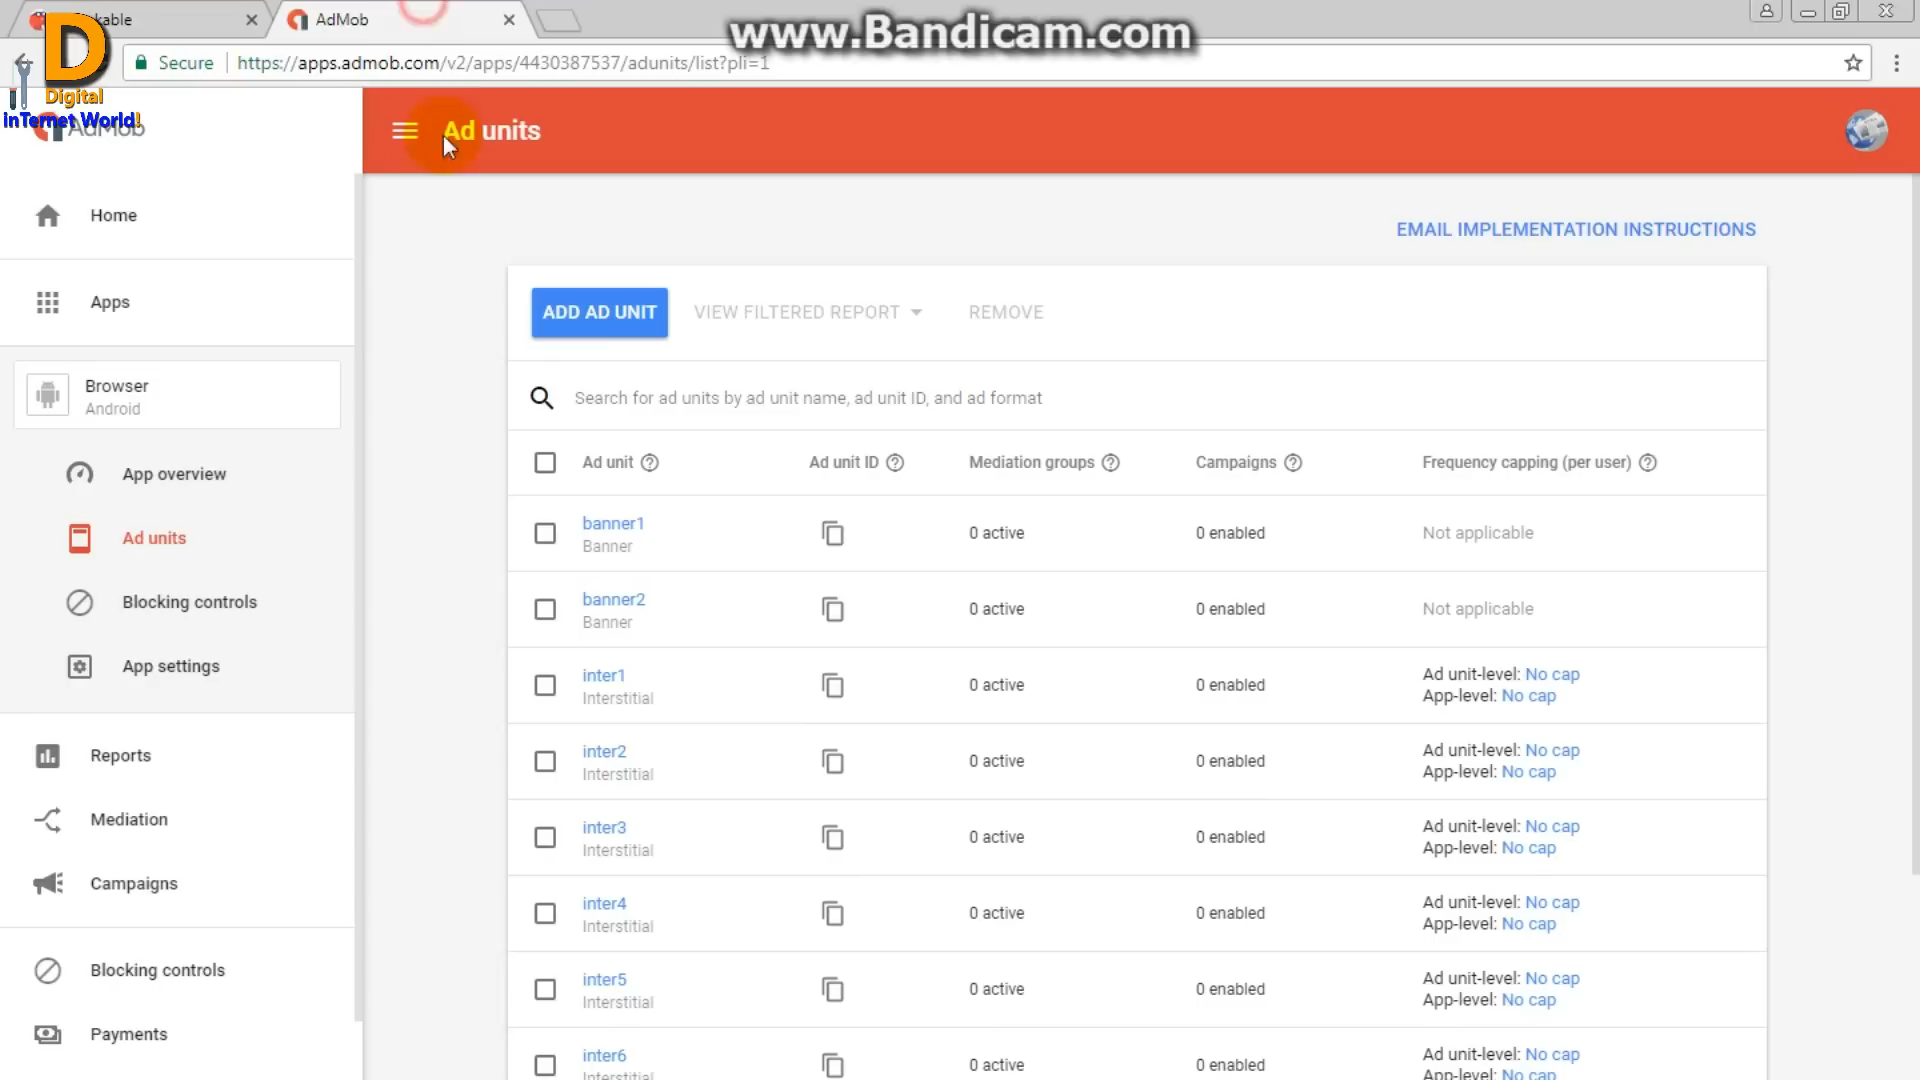 AdMob
www.Bandicam.com
Secure
https://apps.admob.com/v2/apps/4430387537/adunits/list?pli=1
D
Digital
inTernet World!
AdMob
Ad units
Home
Apps
Browser
Android
App overview
Ad units
Blocking controls
App settings
Reports
Mediation
Campaigns
Blocking controls
Payments
EMAIL IMPLEMENTATION INSTRUCTIONS
ADD AD UNIT VIEW FILTERED REPORT REMOVE
Search for ad units by ad unit name, ad unit ID, and ad format
Ad unit Ad unit ID Mediation groups Campaigns Frequency capping (per user)
banner1
Banner
0 active 0 enabled Not applicable
banner2
Banner
0 active 0 enabled Not applicable
inter1
Interstitial
0 active 0 enabled
Ad unit-level: No cap
App-level: No cap
inter2
Interstitial
0 active 0 enabled
Ad unit-level: No cap
App-level: No cap
inter3
Interstitial
0 active 0 enabled
Ad unit-level: No cap
App-level: No cap
inter4
Interstitial
0 active 0 enabled
Ad unit-level: No cap
App-level: No cap
inter5
Interstitial
0 active 0 enabled
Ad unit-level: No cap
App-level: No cap
inter6
Interstitial
0 active 0 enabled
Ad unit-level: No cap
App-level: No cap